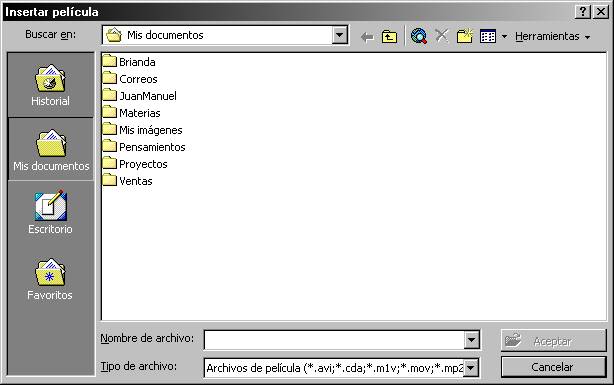 Insertar película
Buscar en:
Mis documentos
Herramientas
Historial
Mis documentos
Escritorio
Favoritos
Brianda
Correos
JuanManuel
Materias
Mis imágenes
Pensamientos
Proyectos
Ventas
Nombre de archivo:
Aceptar
Tipo de archivo:
Archivos de película (*.avi;*.cda;*.m1v;*.mov;*.mp2
Cancelar